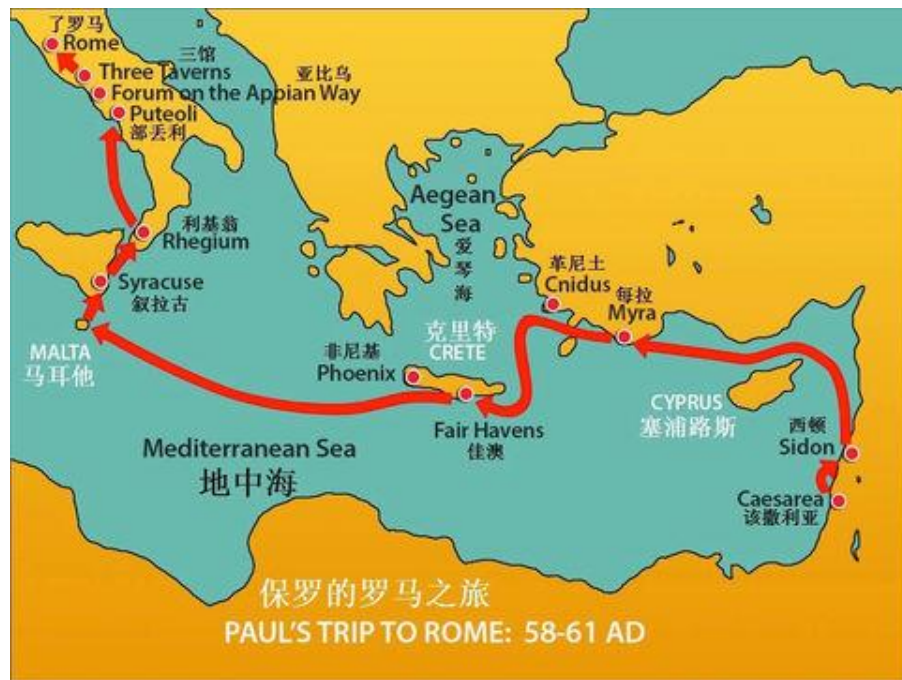 了罗马
Rome
三馆
Three Taverns
亚比乌
Forum on the Appian Way
Puteoli
部丢利
Aegean
Sea
爱
琴
海
利基翁
Rhegium
革尼土
Cnidus
每拉
Myra
Syracuse
叙拉古
克里特
CRETE
MALTA
马耳他
非尼基
Phoenix
CYPRUS
塞浦路斯
Fair Havens
佳澳
西顿
Sidon
Mediterranean Sea
地中海
Caesarea
该撒利亚
保罗的罗马之旅
PAUL'S TRIP TO ROME: 58-61 AD